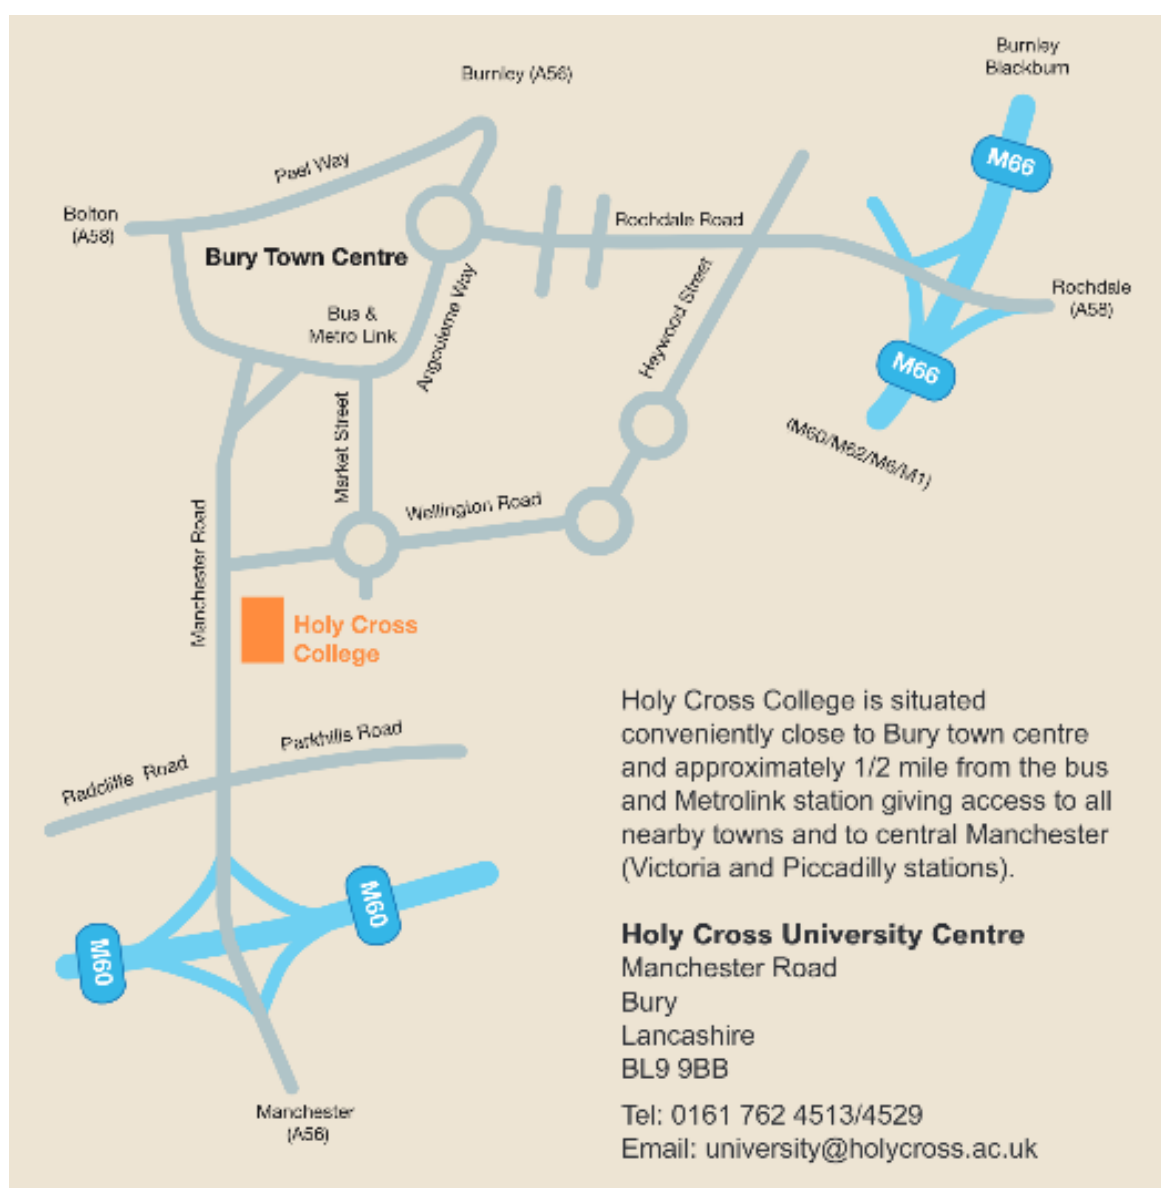 Burnley
Blackburn
Burnley (A56)
M66
Peel Way
Bolton
(A58)
Rochdale Road
Bury Town Centre
Heywood Street
Rochdale
(A58)
Bus &
Metro Link
Angouleme Way
M66
Market Street
(M60/M62/M6/M1)
Wellington Road
Manchester Road
Holy Cross
College
Parkhills Road
Radcliffe Road
M60
M60
Manchester
(A56)
Holy Cross College is situated
conveniently close to Bury town centre
and approximately 1/2 mile from the bus
and Metrolink station giving access to all
nearby towns and to central Manchester
(Victoria and Piccadilly stations).
Holy Cross University Centre
Manchester Road
Bury
Lancashire
BL9 9BB
Tel: 0161 762 4513/4529
Email: university@holycross.ac.uk